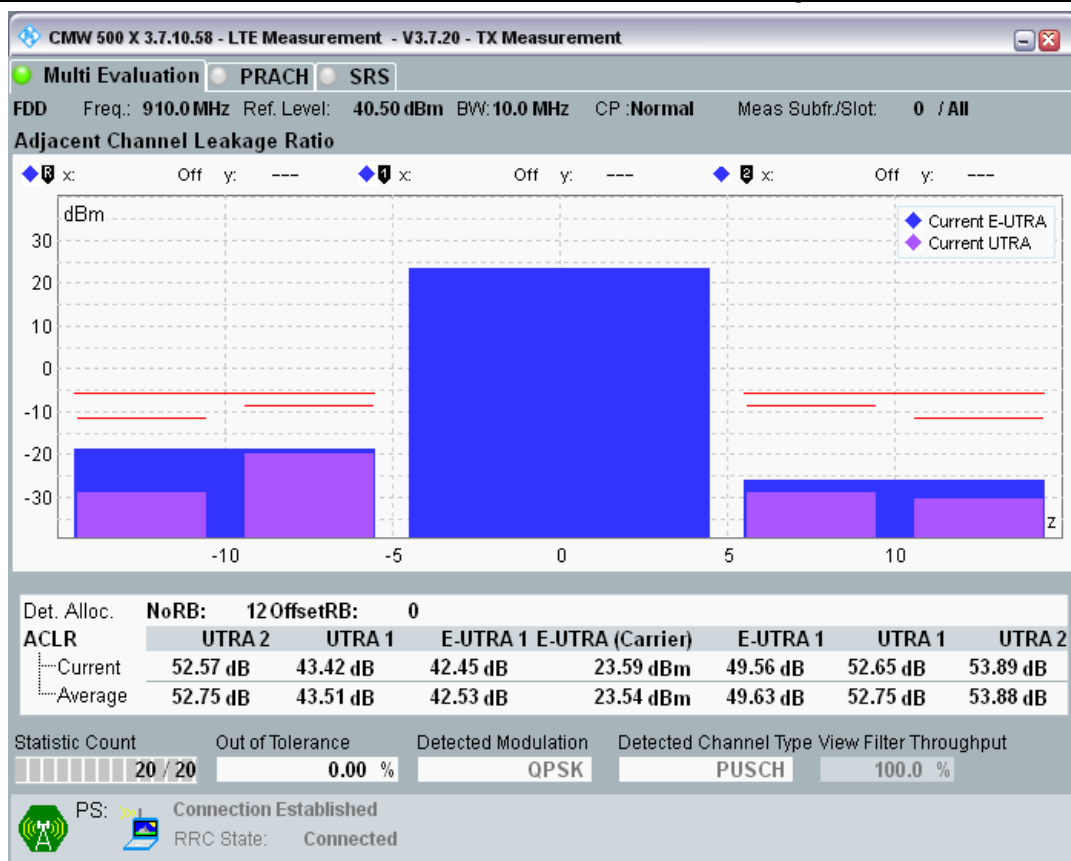 CMW 500 X 3.7.10.58 - LTE Measurement - V3.7.20 - TX Measurement
Multi Evaluation PRACH SRS
FDD Freq.: 910.0 MHz Ref. Level: 40.50 dBm BW: 10.0 MHz CP :Normal Meas Subfr./Slot: 0 / All
Adjacent Channel Leakage Ratio
R x: Off y: --- 1 x: Off y: --- 2 x: Off y: ---
dBm
Current E-UTRA
Current UTRA
30
20
10
0
-10
-20
-30
z
-10 -5 0 5 10
Det. Alloc. NoRB: 12 OffsetRB: 0
ACLR UTRA 2 UTRA 1 E-UTRA 1 E-UTRA (Carrier) E-UTRA 1 UTRA 1 UTRA 2
Current 52.57 dB 43.42 dB 42.45 dB 23.59 dBm 49.56 dB 52.65 dB 53.89 dB
Average 52.75 dB 43.51 dB 42.53 dB 23.54 dBm 49.63 dB 52.75 dB 53.88 dB
Statistic Count Out of Tolerance Detected Modulation Detected Channel Type View Filter Throughput
20 / 20 0.00 % QPSK PUSCH 100.0 %
PS: Connection Established
RRC State: Connected